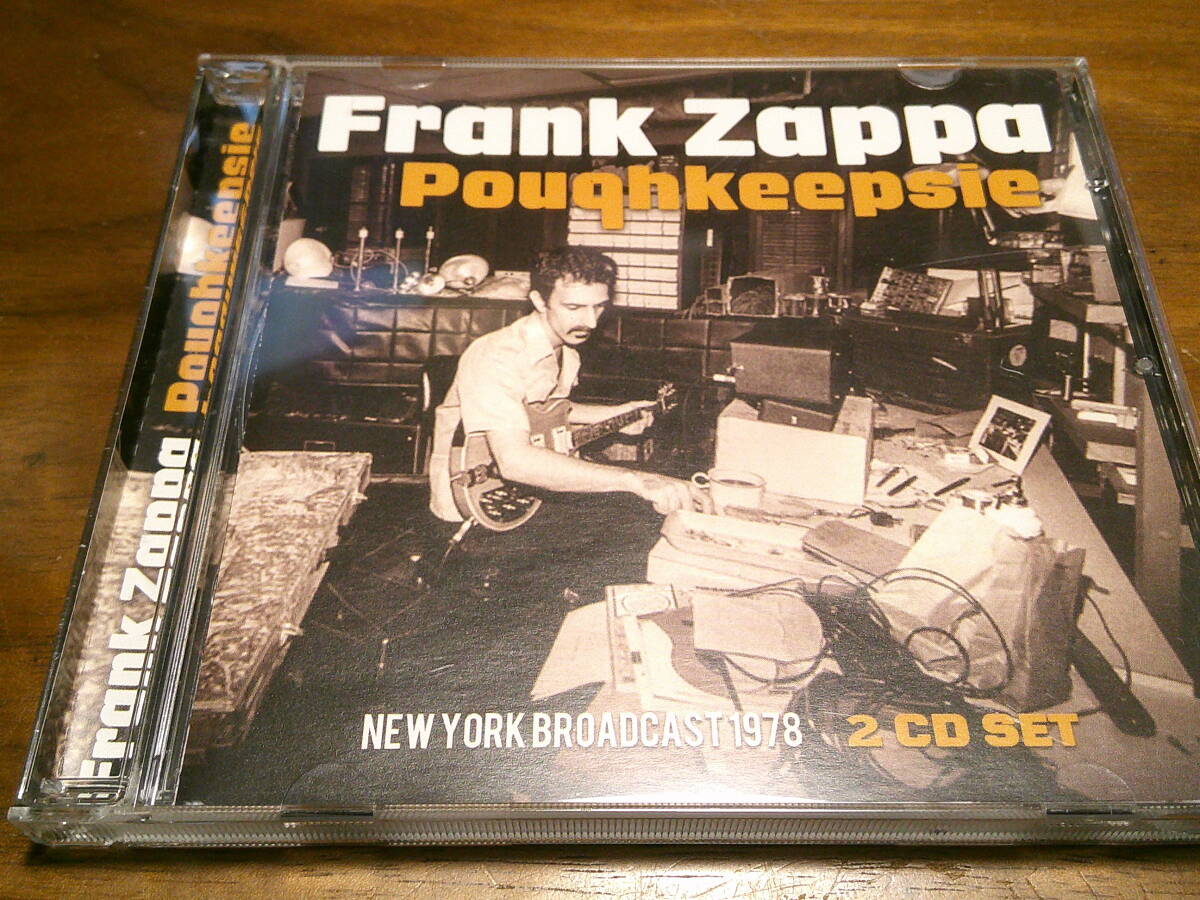 Frank Zappa
Poughkeepsie
NEW YORK BROADCAST 1978 2 CD SET
Frank Zappa Poughkeepsie